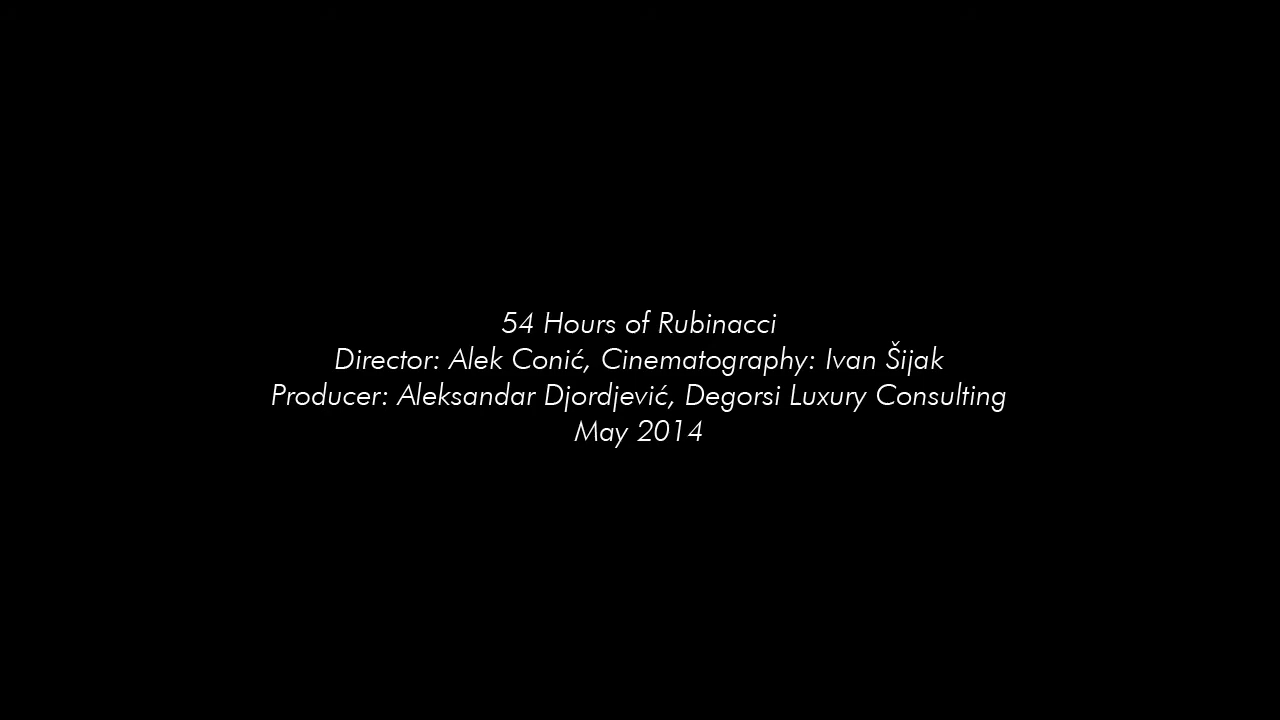 54 Hours of Rubinacci
Director: Alek Conić, Cinematography: Ivan Šijak
Producer: Aleksandar Djordjević, Degorsi Luxury Consulting
May 2014